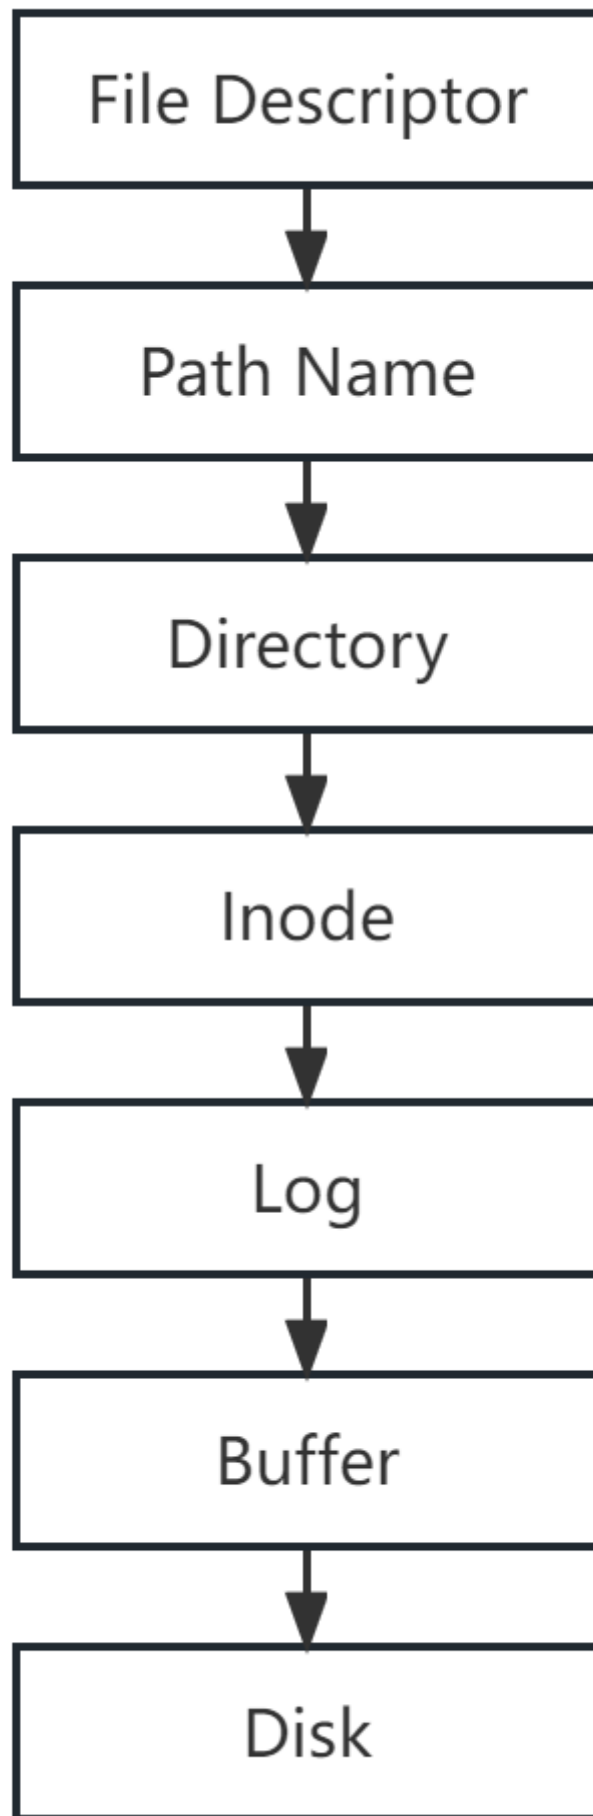 File Descriptor
Path Name
Directory
Inode
Log
Buffer
Disk